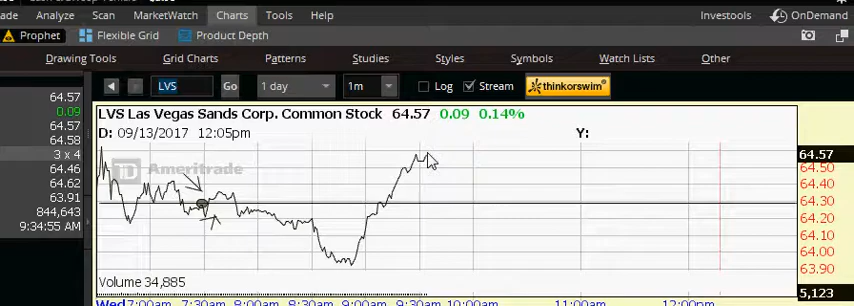 ade Analyze Scan MarketWatch Charts Tools Help Investools OnDemand
Prophet Flexible Grid Product Depth
Drawing Tools Grid Charts Patterns Studies Styles Symbols Watch Lists Other
LVS Go 1 day 1m Log Stream thinkorswim
64.57
0.09
64.57
64.58
3 x 4
64.46
64.62
63.91
844,643
9:34:55 AM
LVS Las Vegas Sands Corp. Common Stock 64.57 0.09 0.14%
D: 09/13/2017 12:05pm Y:
TD Ameritrade
64.57
64.50
64.40
64.30
64.20
64.10
64.00
63.90
Volume 34,885
5,123
Wed 7:00am 7:30am 8:00am 8:30am 9:00am 9:30am 10:00am 11:00am 12:00pm